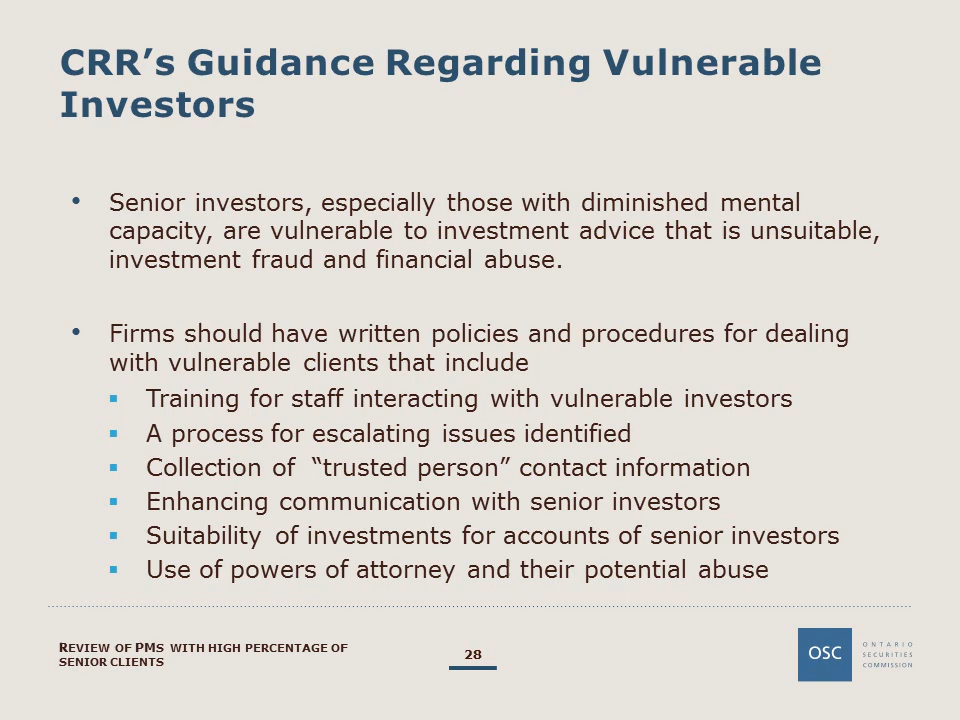 CRR’s Guidance Regarding Vulnerable
Investors
• Senior investors, especially those with diminished mental
capacity, are vulnerable to investment advice that is unsuitable,
investment fraud and financial abuse.
• Firms should have written policies and procedures for dealing
with vulnerable clients that include
▪ Training for staff interacting with vulnerable investors
▪ A process for escalating issues identified
▪ Collection of “trusted person” contact information
▪ Enhancing communication with senior investors
▪ Suitability of investments for accounts of senior investors
▪ Use of powers of attorney and their potential abuse
REVIEW OF PMS WITH HIGH PERCENTAGE OF
SENIOR CLIENTS
28
OSC
ONTARIO
SECURITIES
COMMISSION